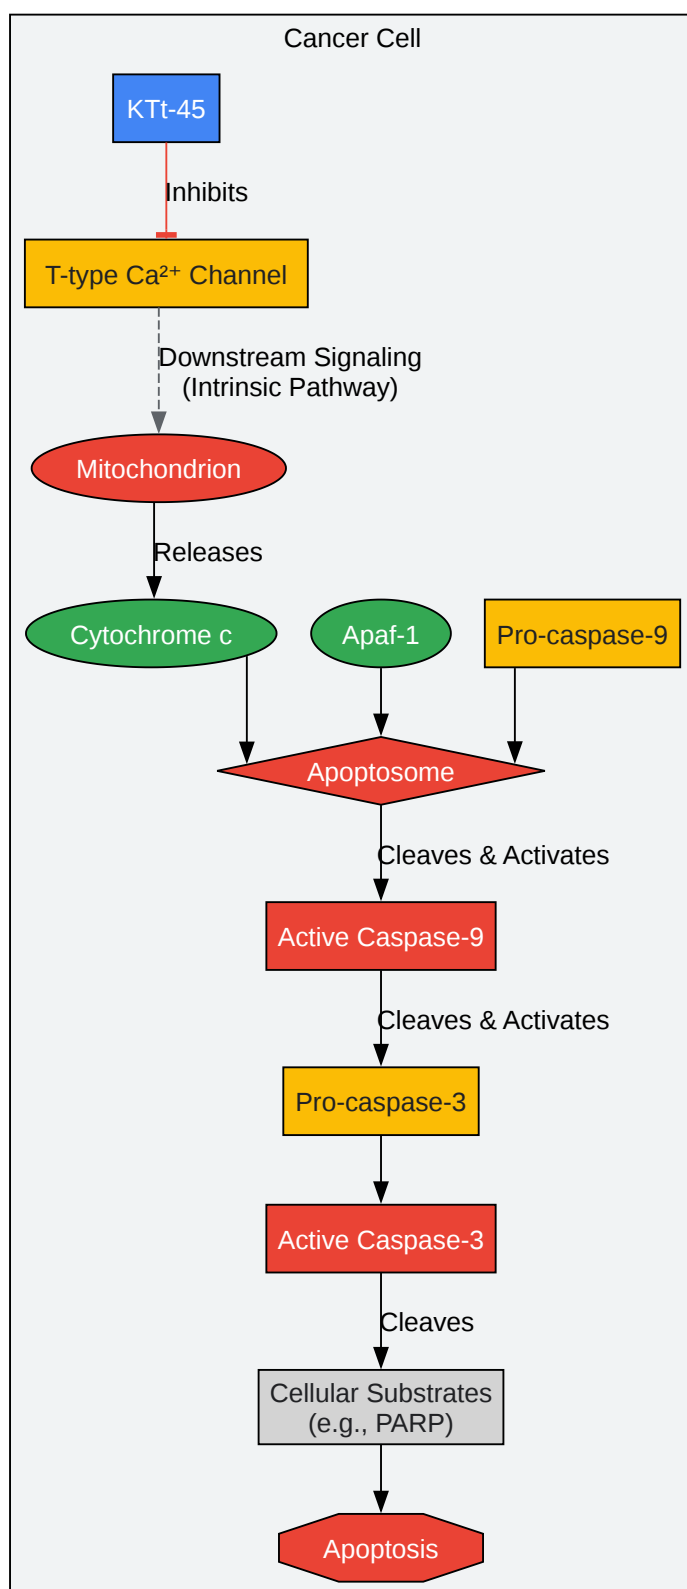 Cancer Cell
KTt-45
Inhibits
T-type Ca²⁺ Channel
Downstream Signaling
(Intrinsic Pathway)
Mitochondrion
Releases
Cytochrome c
Apaf-1
Pro-caspase-9
Apoptosome
Cleaves & Activates
Active Caspase-9
Cleaves & Activates
Pro-caspase-3
Active Caspase-3
Cleaves
Cellular Substrates
(e.g., PARP)
Apoptosis